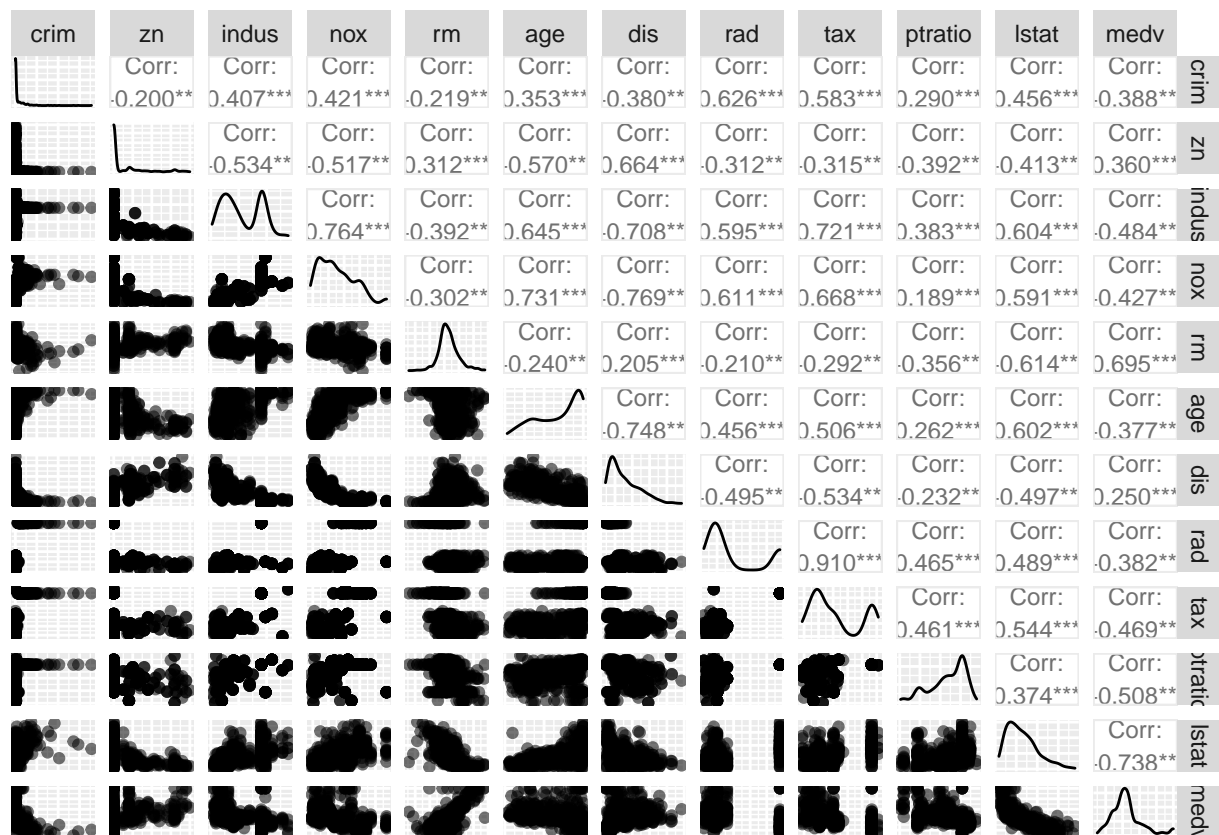 crim zn indus nox rm age dis rad tax ptratio lstat medv
Corr: Corr: Corr: Corr: Corr: Corr: Corr: Corr: Corr: Corr: Corr:
-0.200** 0.407*** 0.421*** -0.219** 0.353*** -0.380** 0.626*** 0.583*** 0.290*** 0.456*** -0.388**
crim
Corr: Corr: Corr: Corr: Corr: Corr: Corr: Corr: Corr: Corr:
-0.534** -0.517** 0.312*** -0.570** 0.664*** -0.312** -0.315** -0.392** -0.413** 0.360***
zn
Corr: Corr: Corr: Corr: Corr: Corr: Corr: Corr: Corr:
0.764*** -0.392** 0.645*** -0.708** 0.595*** 0.721*** 0.383*** 0.604*** -0.484**
indus
Corr: Corr: Corr: Corr: Corr: Corr: Corr: Corr:
-0.302** 0.731*** -0.769** 0.611*** 0.668*** 0.189*** 0.591*** -0.427**
nox
Corr: Corr: Corr: Corr: Corr: Corr: Corr:
-0.240** 0.205*** -0.210** -0.292** -0.356** -0.614** 0.695***
rm
Corr: Corr: Corr: Corr: Corr: Corr:
-0.748** 0.456*** 0.506*** 0.262*** 0.602*** -0.377**
age
Corr: Corr: Corr: Corr: Corr:
-0.495** -0.534** -0.232** -0.497** 0.250***
dis
Corr: Corr: Corr: Corr:
0.910*** 0.465*** 0.489*** -0.382**
rad
Corr: Corr: Corr:
0.461*** 0.544*** -0.469**
tax
Corr: Corr:
0.374*** -0.508**
ptratio
Corr:
-0.738**
lstat
medv